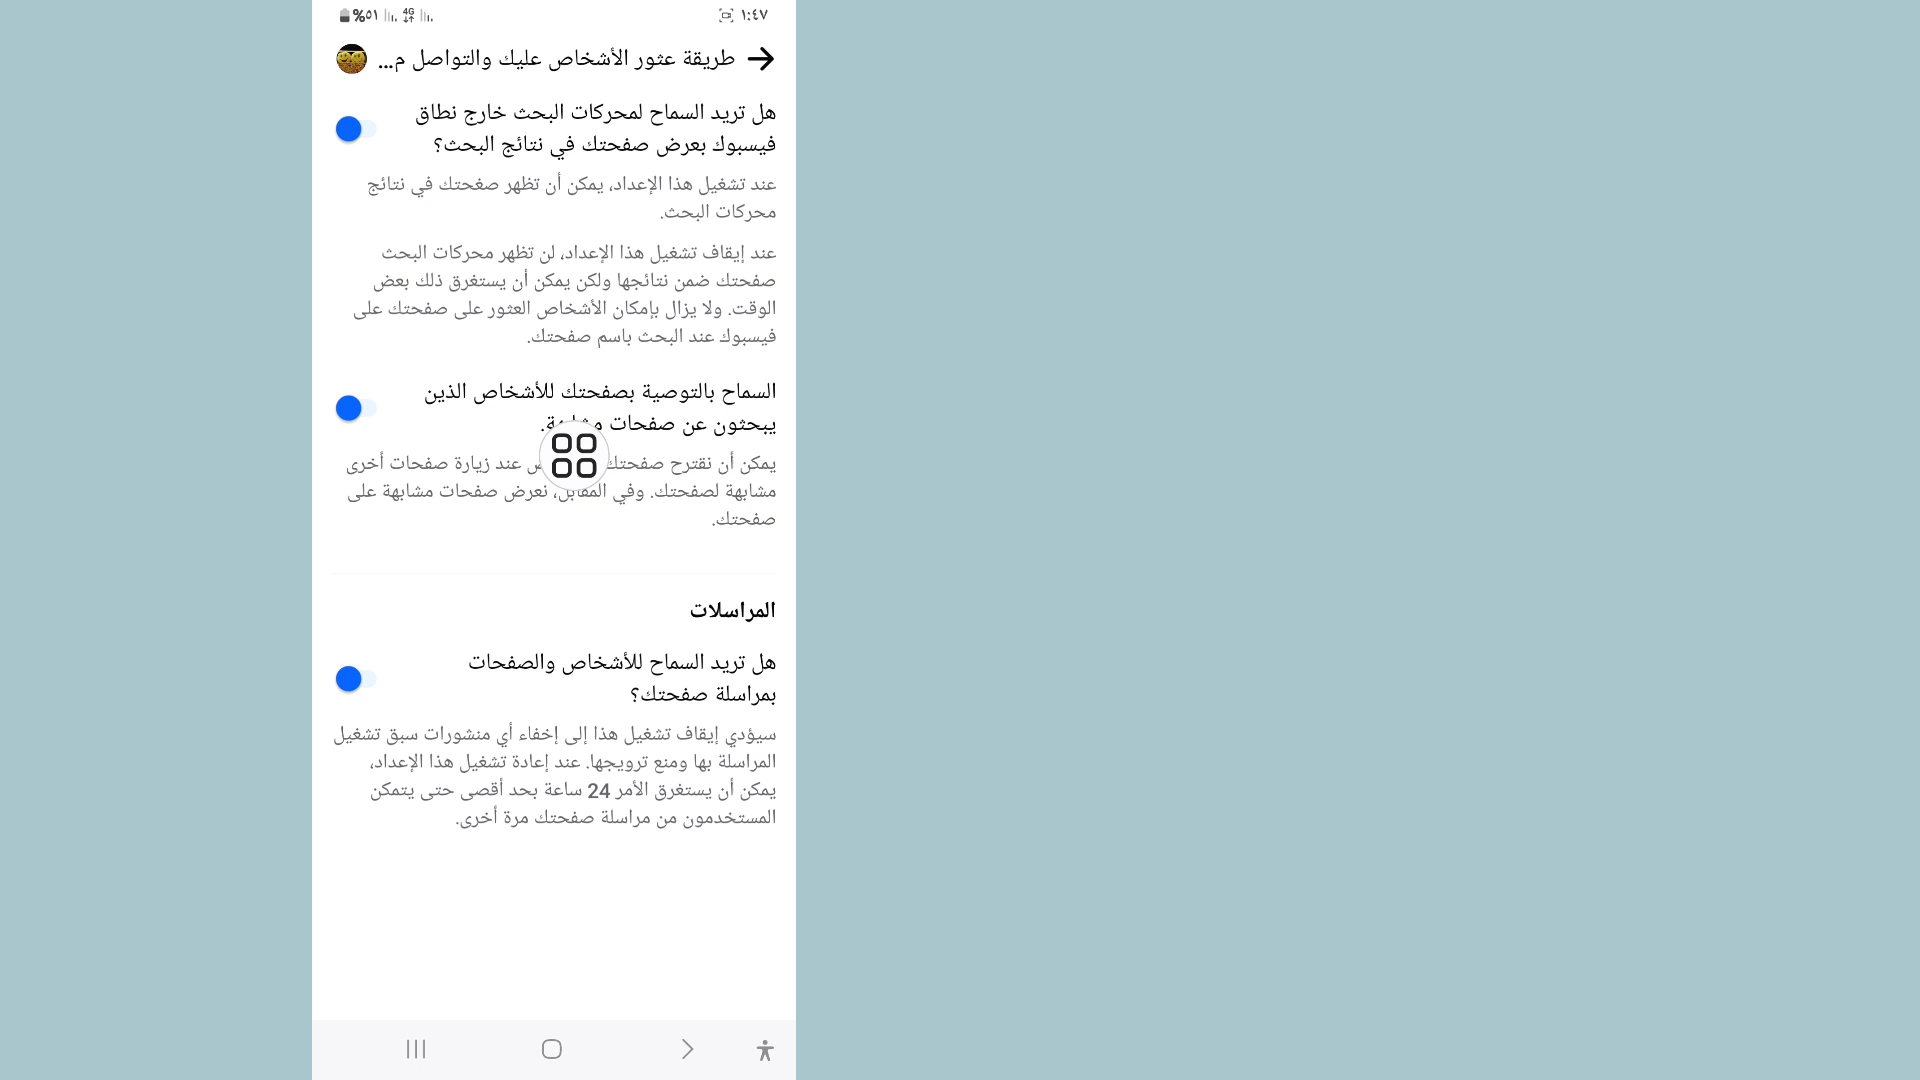 ١:٤٧
4G %٥١
طريقة عثور الأشخاص عليك والتواصل م...
هل تريد السماح لمحركات البحث خارج نطاق
فيسبوك بعرض صفحتك في نتائج البحث؟
عند تشغيل هذا الإعداد، يمكن أن تظهر صفحتك في نتائج
محركات البحث.
عند إيقاف تشغيل هذا الإعداد، لن تظهر محركات البحث
صفحتك ضمن نتائجها ولكن يمكن أن يستغرق ذلك بعض
الوقت. ولا يزال بإمكان الأشخاص العثور على صفحتك على
فيسبوك عند البحث باسم صفحتك.
السماح بالتوصية بصفحتك للأشخاص الذين
يبحثون عن صفحات مشابهة.
يمكن أن نقترح صفحتك عند زيارة صفحات أخرى
مشابهة لصفحتك. وفي المقابل، نعرض صفحات مشابهة على
صفحتك.
المراسلات
هل تريد السماح للأشخاص والصفحات
بمراسلة صفحتك؟
سيؤدي إيقاف تشغيل هذا إلى إخفاء أي منشورات سبق تشغيل
المراسلة بها ومنع ترويجها. عند إعادة تشغيل هذا الإعداد،
يمكن أن يستغرق الأمر 24 ساعة بحد أقصى حتى يتمكن
المستخدمون من مراسلة صفحتك مرة أخرى.